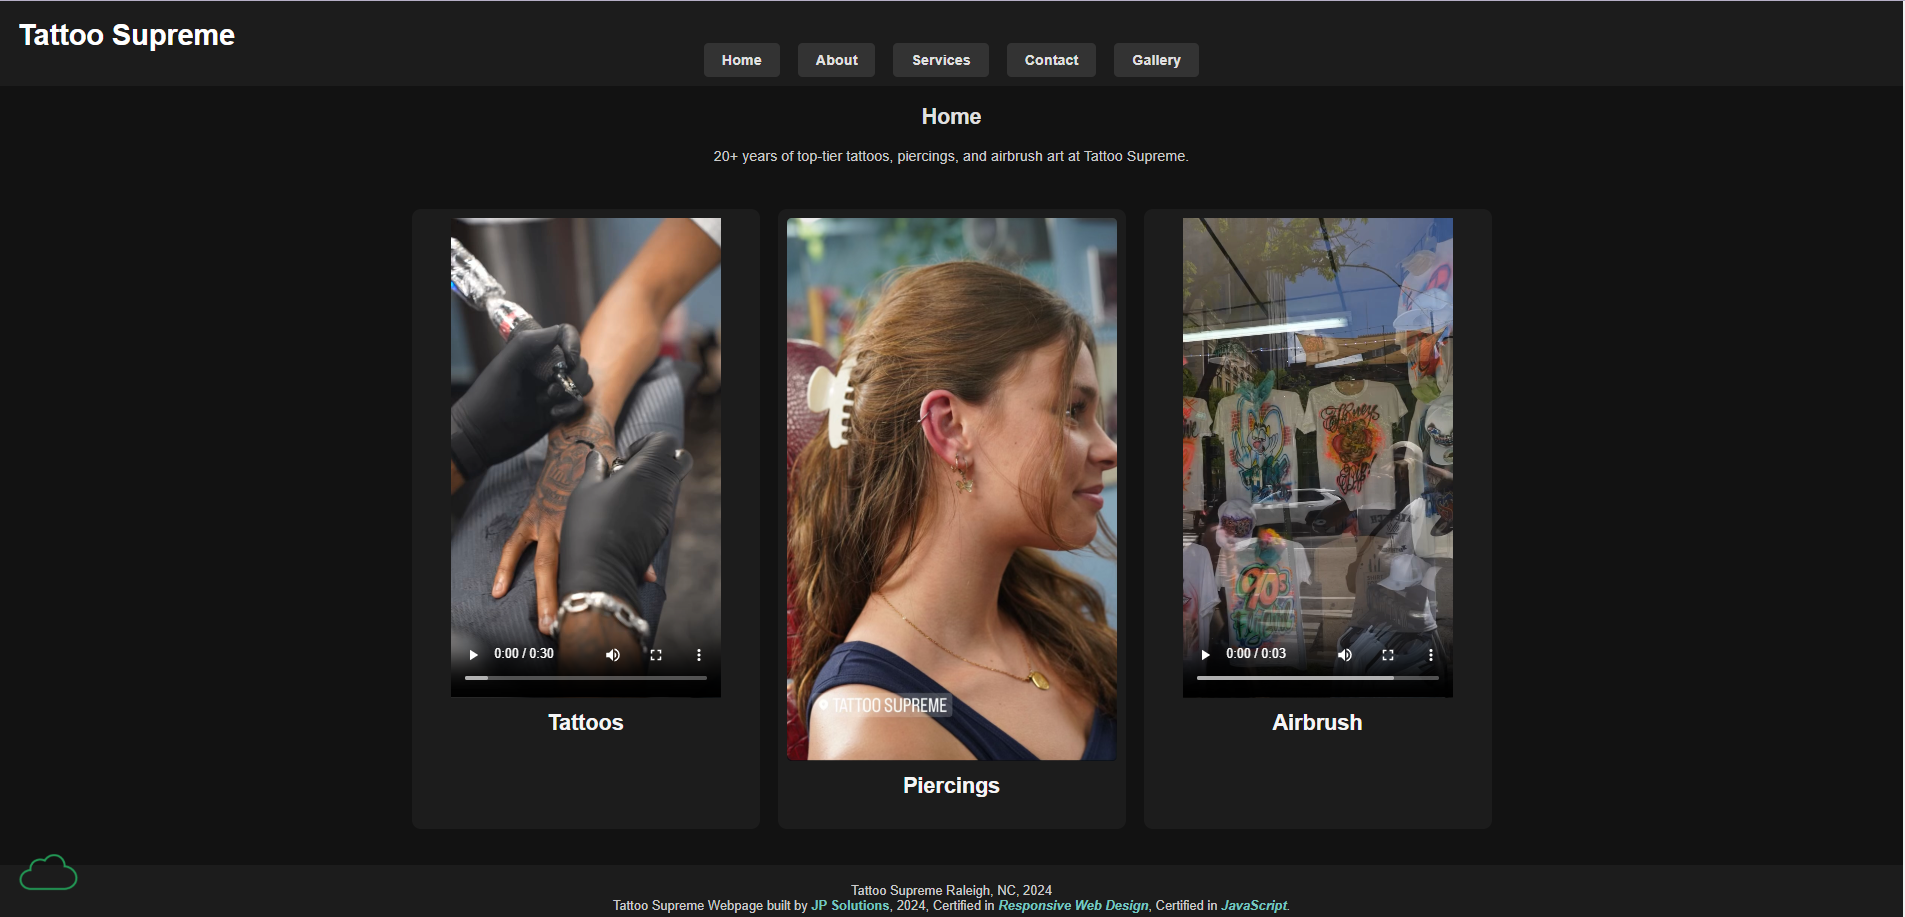 Tattoo Supreme
Home
About
Services
Contact
Gallery
Home
20+ years of top-tier tattoos, piercings, and airbrush art at Tattoo Supreme.
90s
0:00 / 0:30
TATTOO SUPREME
0:00 / 0:03
Tattoos
Piercings
Airbrush
Tattoo Supreme Raleigh, NC, 2024
Tattoo Supreme Webpage built by JP Solutions, 2024, Certified in Responsive Web Design, Certified in JavaScript.